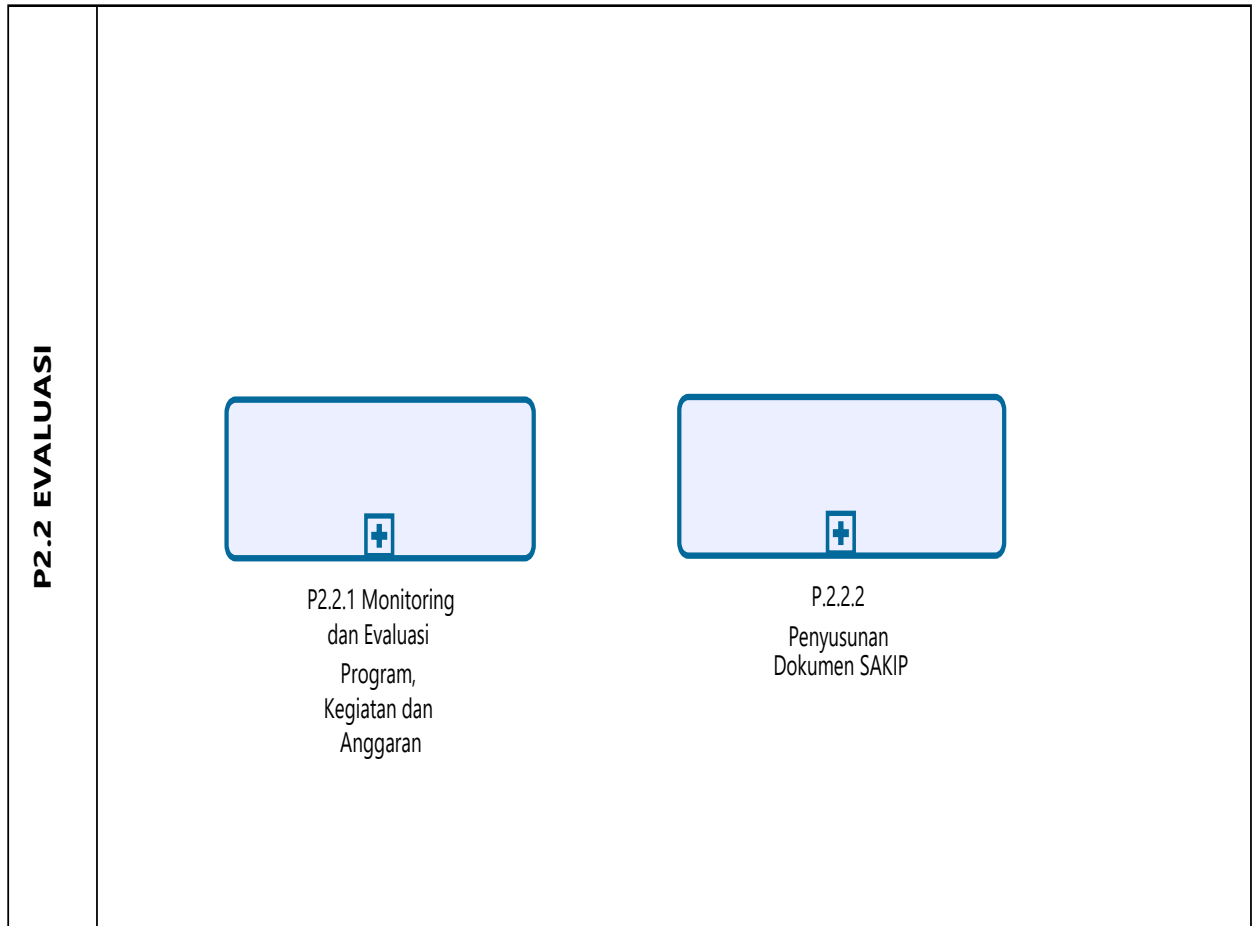 P2.2 EVALUASI
P2.2.1 Monitoring
dan Evaluasi
Program,
Kegiatan dan
Anggaran
P.2.2.2
Penyusunan
Dokumen SAKIP